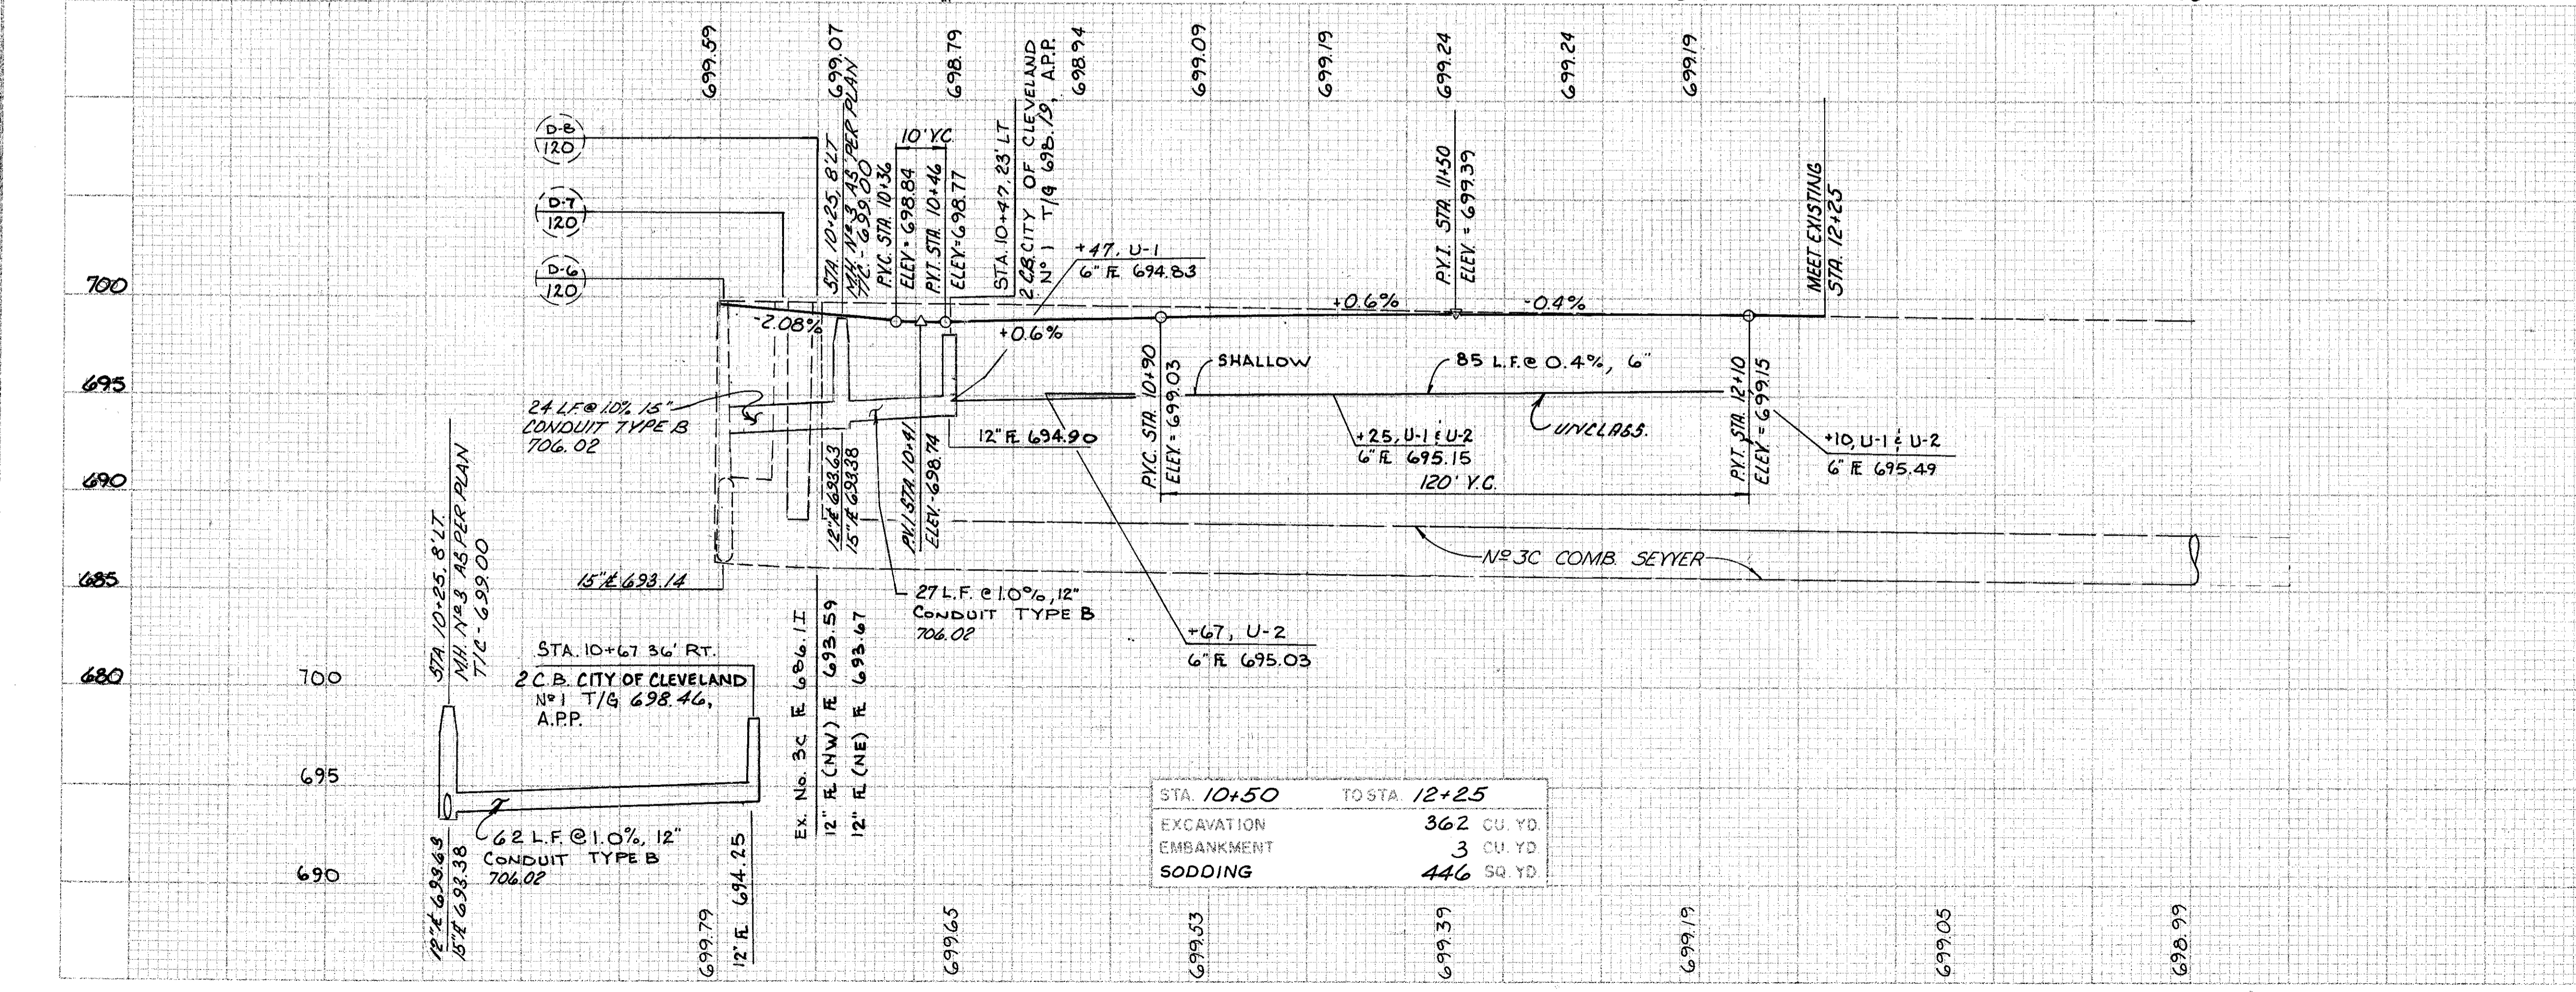 699.59
699.07
698.79
698.94
699.09
699.19
699.24
699.24
699.19
D-8
120
D-7
120
D-6
120
STA. 10+25, 8' LT
M.H. Nº 3 AS PER PLAN
T/C - 699.00
10' V.C.
P.V.C. STA. 10+36
ELEV = 698.84
P.V.T. STA. 10+46
ELEV = 698.77
STA. 10+47, 23' LT
2 C.B. CITY OF CLEVELAND
Nº 1 T/G 698.19, A.P.P.
+47, U-1
6" FL 694.83
P.V.I. STA. 11+50
ELEV. = 699.39
MEET EXISTING
STA. 12+25
700
695
690
685
680
-2.08%
+0.6%
+0.6%
-0.4%
24 L.F. @ 1.0% 15"
CONDUIT TYPE B
706.02
12" FL 693.63
15" FL 693.38
P.V.I. STA. 10+41
ELEV. - 698.74
12" FL 694.90
P.V.C. STA. 10+90
ELEV. = 699.03
SHALLOW
85 L.F. @ 0.4%, 6"
UNCLASS.
+25, U-1 & U-2
6" FL 695.15
120' V.C.
P.V.T. STA. 12+10
ELEV. = 699.15
+10, U-1 & U-2
6" FL 695.49
Nº 3C COMB. SEWER
15" FL 693.14
27 L.F. @ 1.0%, 12"
CONDUIT TYPE B
706.02
+67, U-2
6" FL 695.03
STA. 10+25, 8' LT.
M.H. Nº 3 AS PER PLAN
T/C - 699.00
STA. 10+67 36' RT.
2 C.B. CITY OF CLEVELAND
Nº 1 T/G 698.46,
A.P.P.
700
695
690
62 L.F. @ 1.0%, 12"
CONDUIT TYPE B
706.02
12" FL 693.63
15" FL 693.38
12" FL 694.25
Ex. No. 3C FL 686.1 I
12" FL (NW) FL 693.59
12" FL (NE) FL 693.67
STA. 10+50 TO STA. 12+25
EXCAVATION 362 CU. YD.
EMBANKMENT 3 CU. YD.
SODDING 446 SQ. YD.
699.79
699.65
699.53
699.39
699.19
699.05
698.99